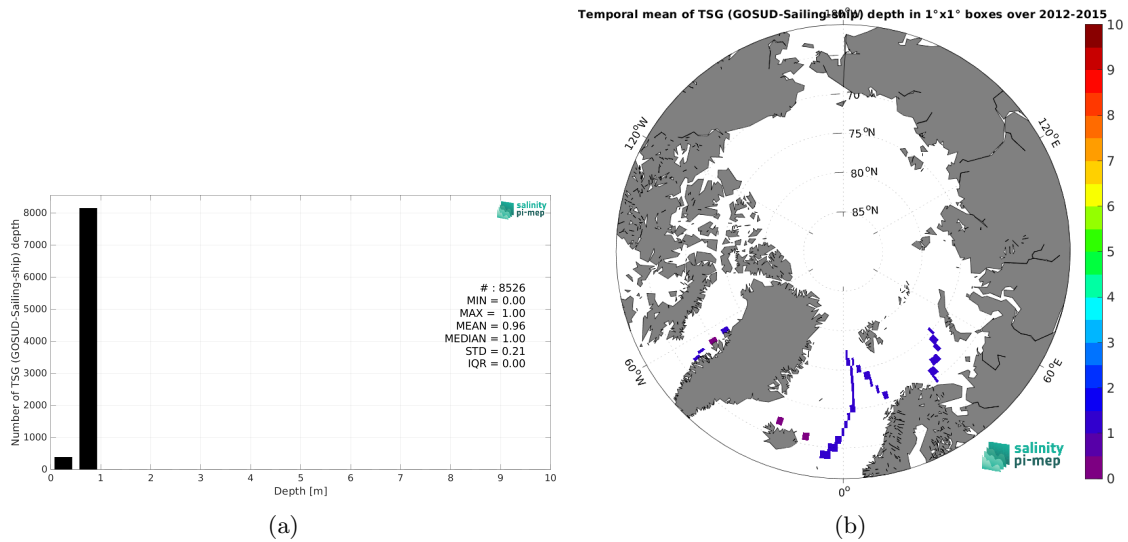 Temporal mean of TSG (GOSUD-Sailing-ship) depth in 1°x1° boxes over 2012-2015
salinity
pi-mep
Number of TSG (GOSUD-Sailing-ship) depth
8000
7000
6000
5000
4000
3000
2000
1000
0
# : 8526
MIN = 0.00
MAX = 1.00
MEAN = 0.96
MEDIAN = 1.00
STD = 0.21
IQR = 0.00
0 1 2 3 4 5 6 7 8 9 10
Depth [m]
(a)
120°W
120°E
70
75°N
80°N
85°N
60°W
60°E
0°
salinity
pi-mep
10
9
8
7
6
5
4
3
2
1
0
(b)